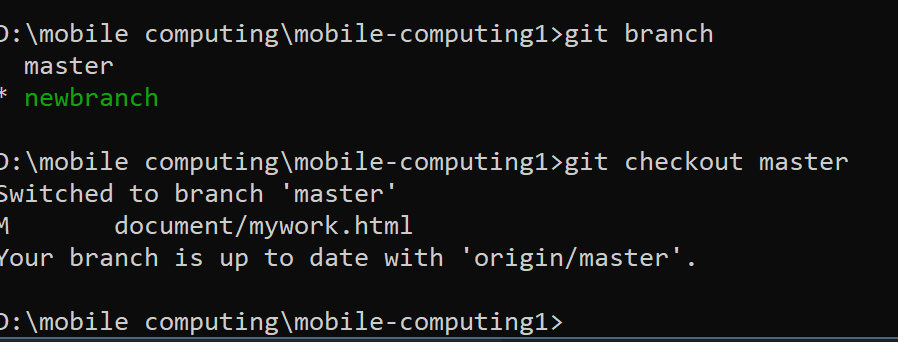 D:\mobile computing\mobile-computing1>git branch
  master
* newbranch
D:\mobile computing\mobile-computing1>git checkout master
Switched to branch 'master'
M       document/mywork.html
Your branch is up to date with 'origin/master'.
D:\mobile computing\mobile-computing1>